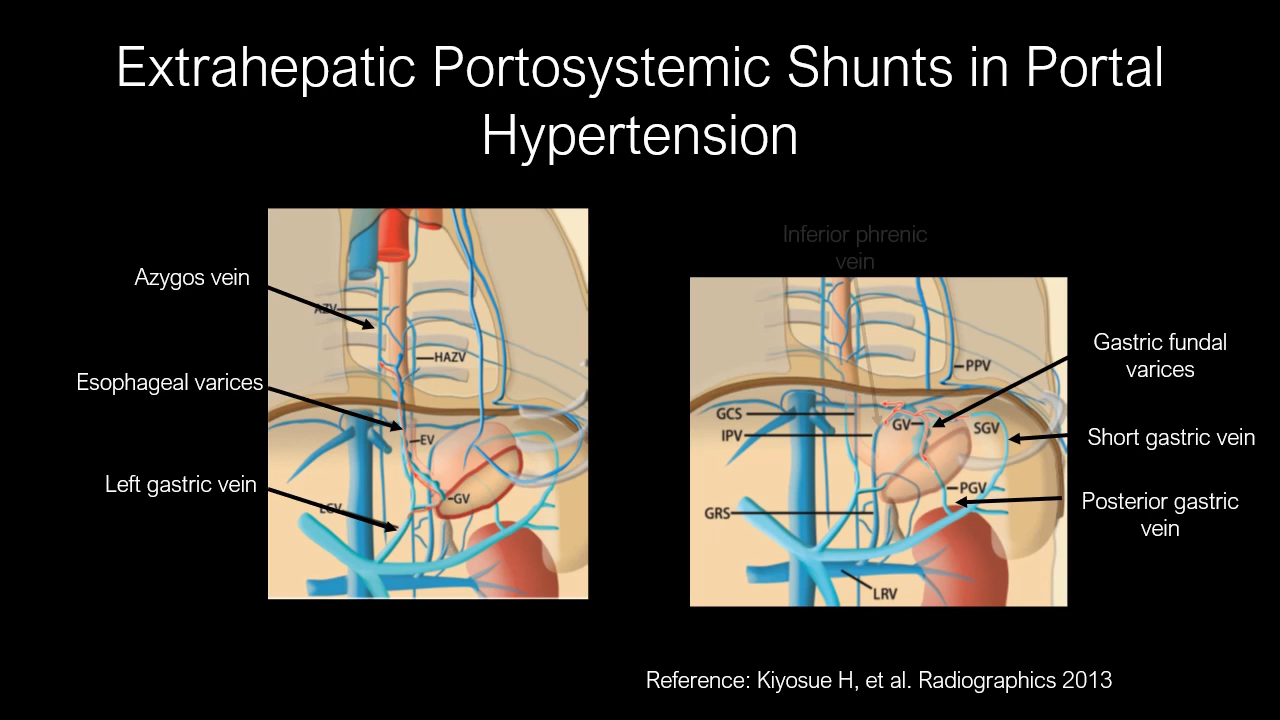 Extrahepatic Portosystemic Shunts in Portal
Hypertension
Azygos vein
Esophageal varices
Left gastric vein
AZV
HAZV
EV
GV
LGV
Inferior phrenic
vein
PPV
GCS
GV
SGV
IPV
PGV
GRS
LRV
Gastric fundal
varices
Short gastric vein
Posterior gastric
vein
Reference: Kiyosue H, et al. Radiographics 2013